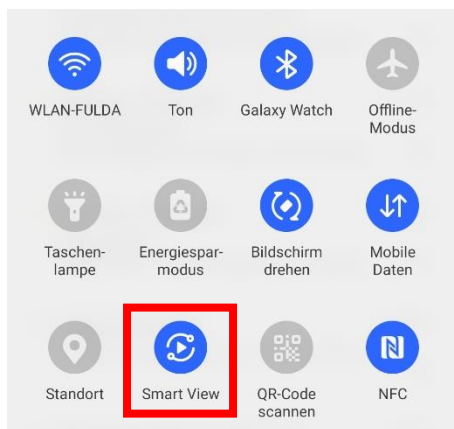 WLAN-FULDA
Ton
Galaxy Watch
Offline-
Modus
Taschen-
lampe
Energiespar-
modus
Bildschirm
drehen
Mobile
Daten
Standort
Smart View
QR-Code
scannen
NFC